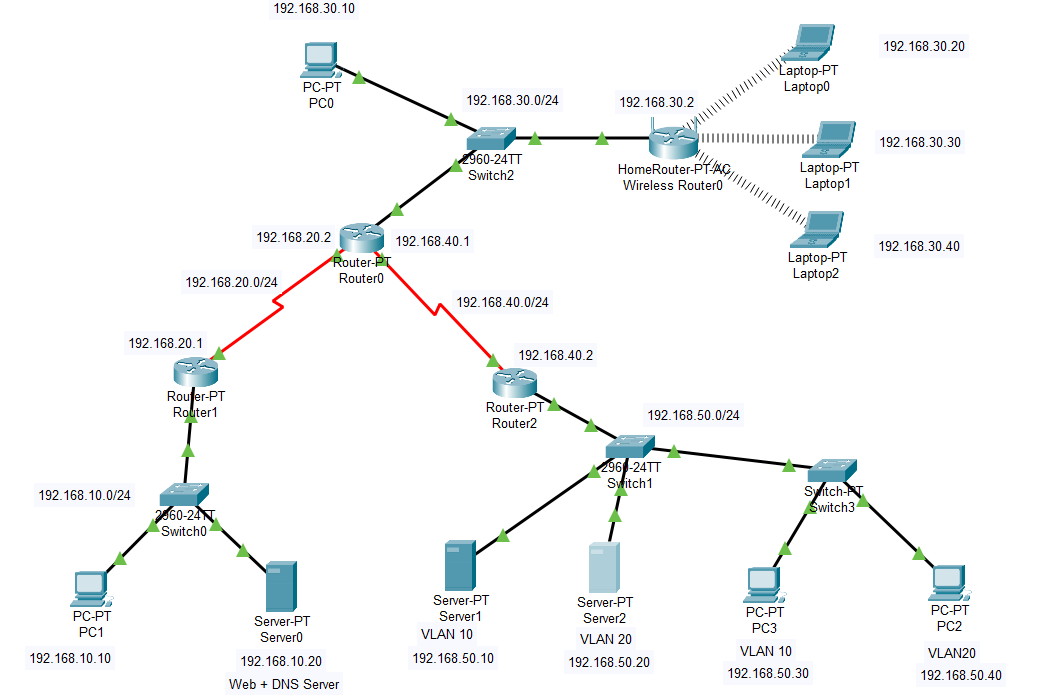 192.168.30.10
PC-PT
PC0
192.168.30.0/24
2960-24TT
Switch2
192.168.30.2
HomeRouter-PT-AC
Wireless Router0
192.168.30.20
Laptop-PT
Laptop0
192.168.30.30
Laptop-PT
Laptop1
192.168.30.40
Laptop-PT
Laptop2
192.168.20.2
192.168.40.1
Router-PT
Router0
192.168.20.0/24
192.168.40.0/24
192.168.20.1
Router-PT
Router1
192.168.40.2
Router-PT
Router2
192.168.50.0/24
2960-24TT
Switch1
Switch-PT
Switch3
192.168.10.0/24
2960-24TT
Switch0
PC-PT
PC1
192.168.10.10
Server-PT
Server0
192.168.10.20
Web + DNS Server
Server-PT
Server1
VLAN 10
192.168.50.10
Server-PT
Server2
VLAN 20
192.168.50.20
PC-PT
PC3
VLAN 10
192.168.50.30
PC-PT
PC2
VLAN20
192.168.50.40